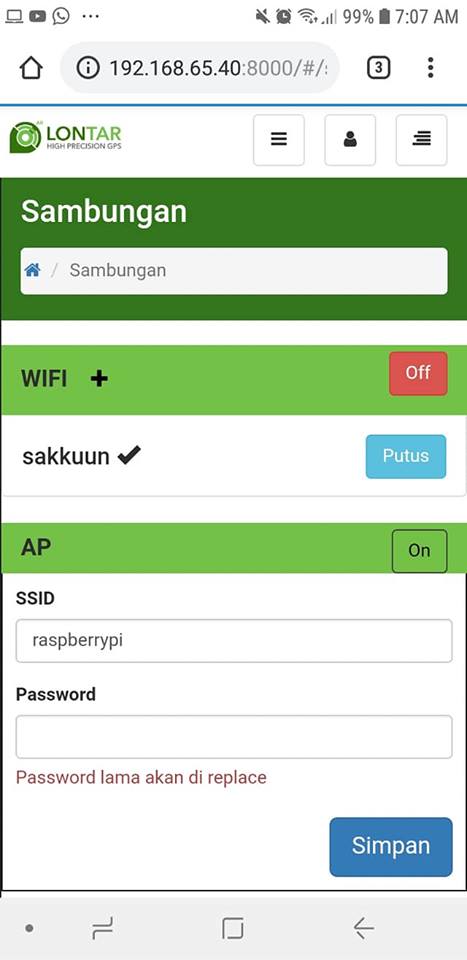 99% 7:07 AM
192.168.65.40:8000/#/
3
LONTAR
HIGH PRECISION GPS
Sambungan
/ Sambungan
WIFI +
Off
sakkuun
Putus
AP
On
SSID
raspberrypi
Password
Password lama akan di replace
Simpan